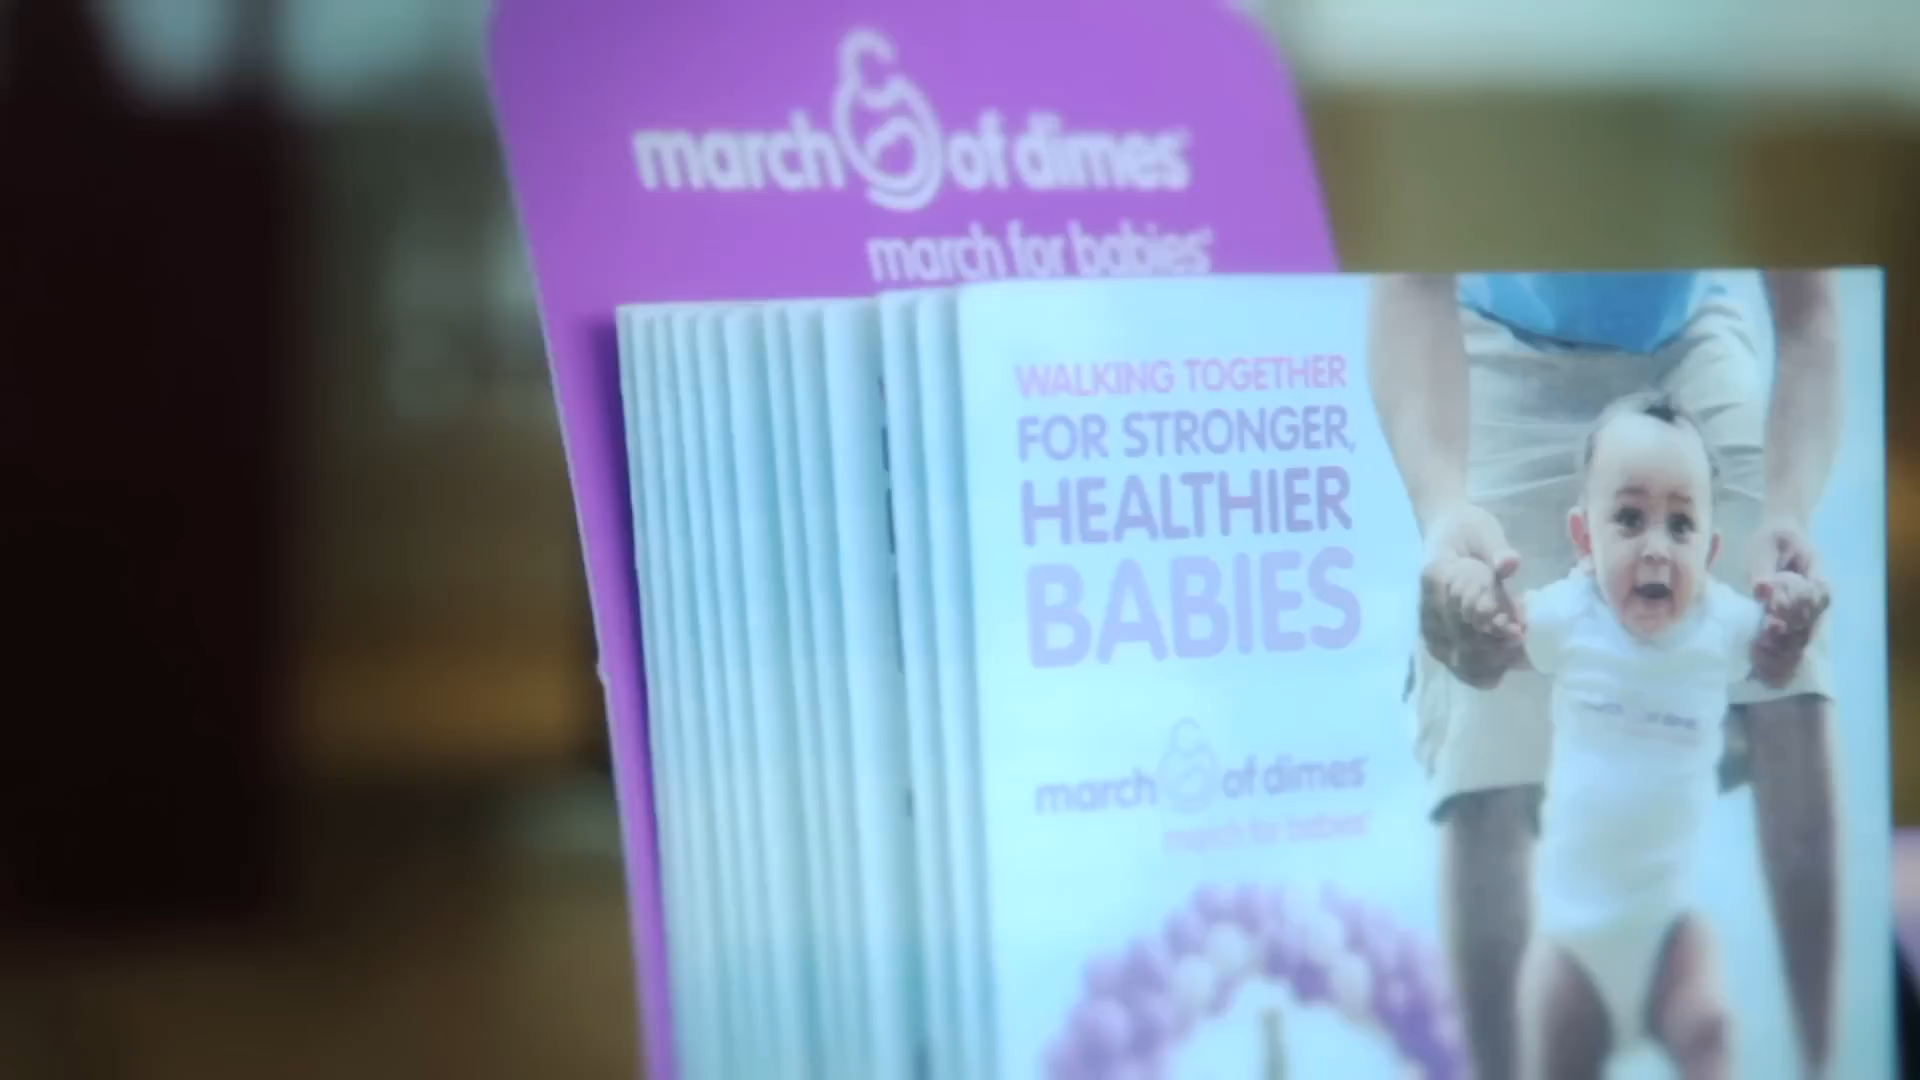 march of dimes
march for babies
WALKING TOGETHER
FOR STRONGER,
HEALTHIER
BABIES
march of dimes
march for babies